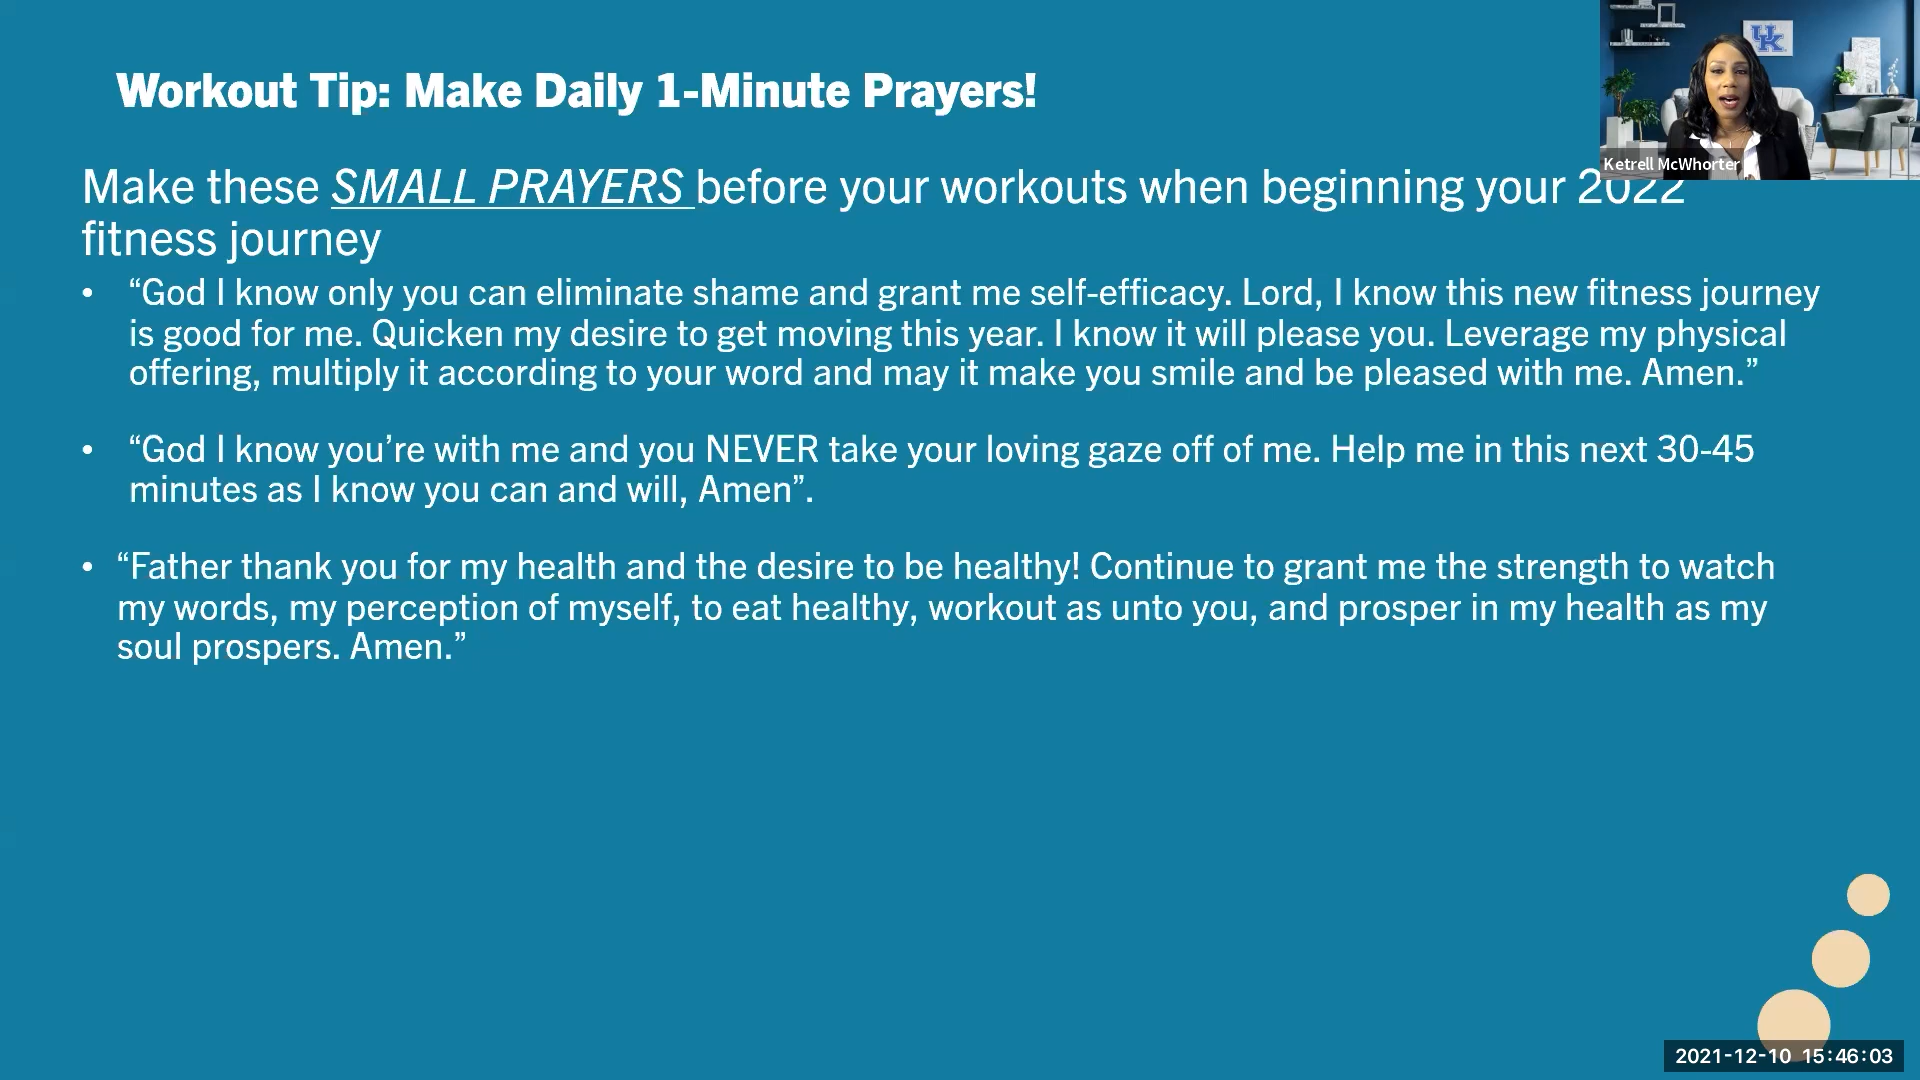 Workout Tip: Make Daily 1-Minute Prayers!
UK
Ketrell McWhorter
Make these SMALL PRAYERS before your workouts when beginning your 2022
fitness journey
• “God I know only you can eliminate shame and grant me self-efficacy. Lord, I know this new fitness journey
is good for me. Quicken my desire to get moving this year. I know it will please you. Leverage my physical
offering, multiply it according to your word and may it make you smile and be pleased with me. Amen.”
• “God I know you’re with me and you NEVER take your loving gaze off of me. Help me in this next 30-45
minutes as I know you can and will, Amen”.
• “Father thank you for my health and the desire to be healthy! Continue to grant me the strength to watch
my words, my perception of myself, to eat healthy, workout as unto you, and prosper in my health as my
soul prospers. Amen.”
2021-12-10 15:46:03